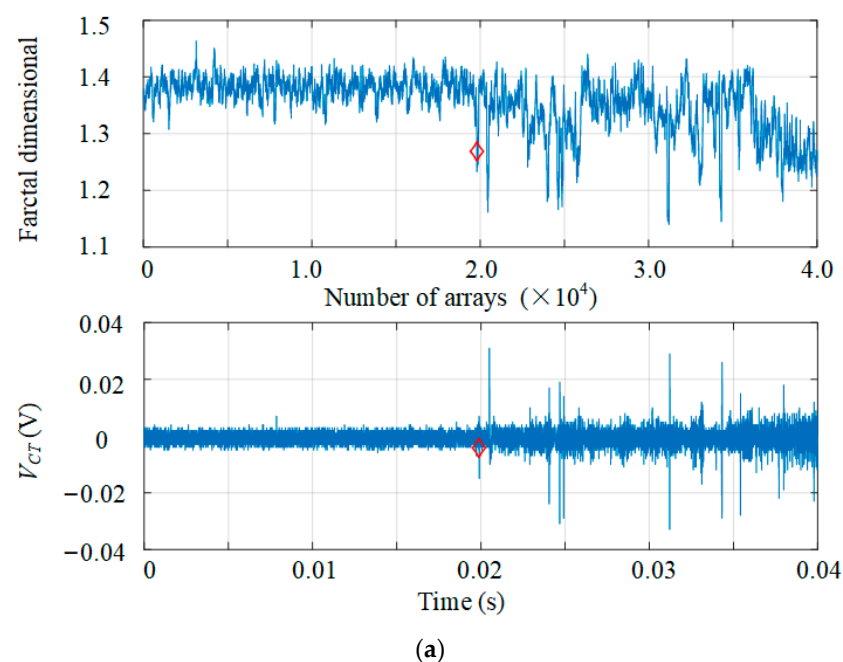 1.5
1.4
1.3
1.2
1.1
Farctal dimensional
0 1.0 2.0 3.0 4.0
Number of arrays (×10⁴)
0.04
0.02
0
−0.02
−0.04
V_CT (V)
0 0.01 0.02 0.03 0.04
Time (s)
(a)